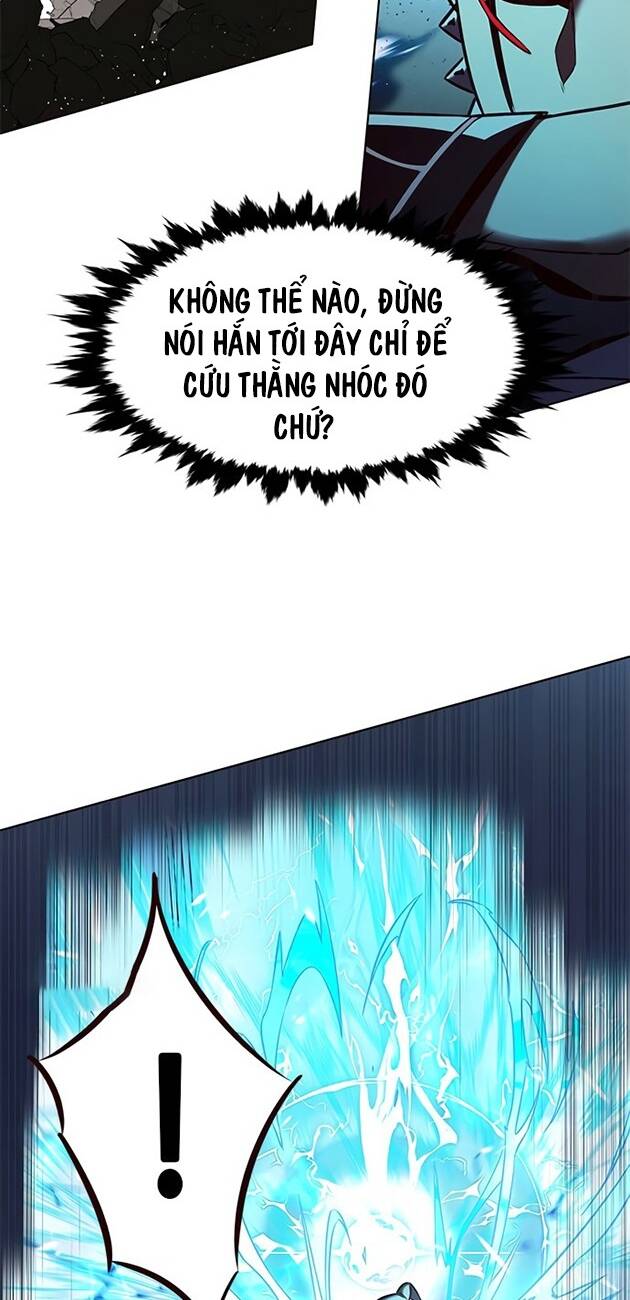 KHÔNG THỂ NÀO, ĐỪNG
NÓI HẮN TỚI ĐÂY CHỈ ĐỂ
CỨU THẰNG NHÓC ĐÓ
CHỨ?
!